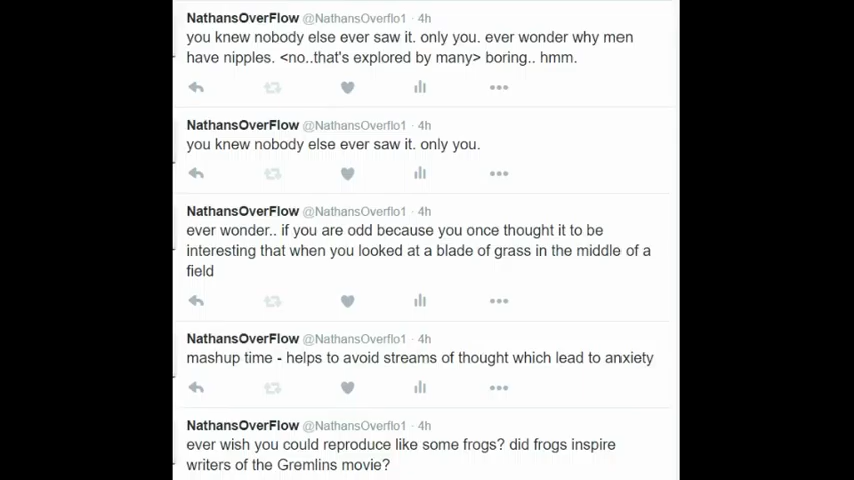 NathansOverFlow @NathansOverflo1 · 4h
you knew nobody else ever saw it. only you. ever wonder why men
have nipples. <no..that's explored by many> boring.. hmm.
NathansOverFlow @NathansOverflo1 · 4h
you knew nobody else ever saw it. only you.
NathansOverFlow @NathansOverflo1 · 4h
ever wonder.. if you are odd because you once thought it to be
interesting that when you looked at a blade of grass in the middle of a
field
NathansOverFlow @NathansOverflo1 · 4h
mashup time - helps to avoid streams of thought which lead to anxiety
NathansOverFlow @NathansOverflo1 · 4h
ever wish you could reproduce like some frogs? did frogs inspire
writers of the Gremlins movie?